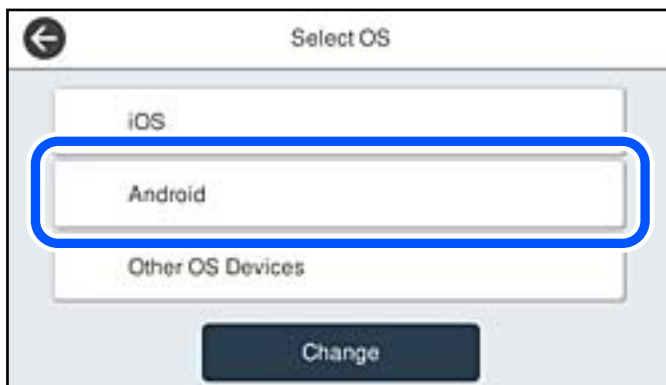 Select OS
iOS
Android
Other OS Devices
Change